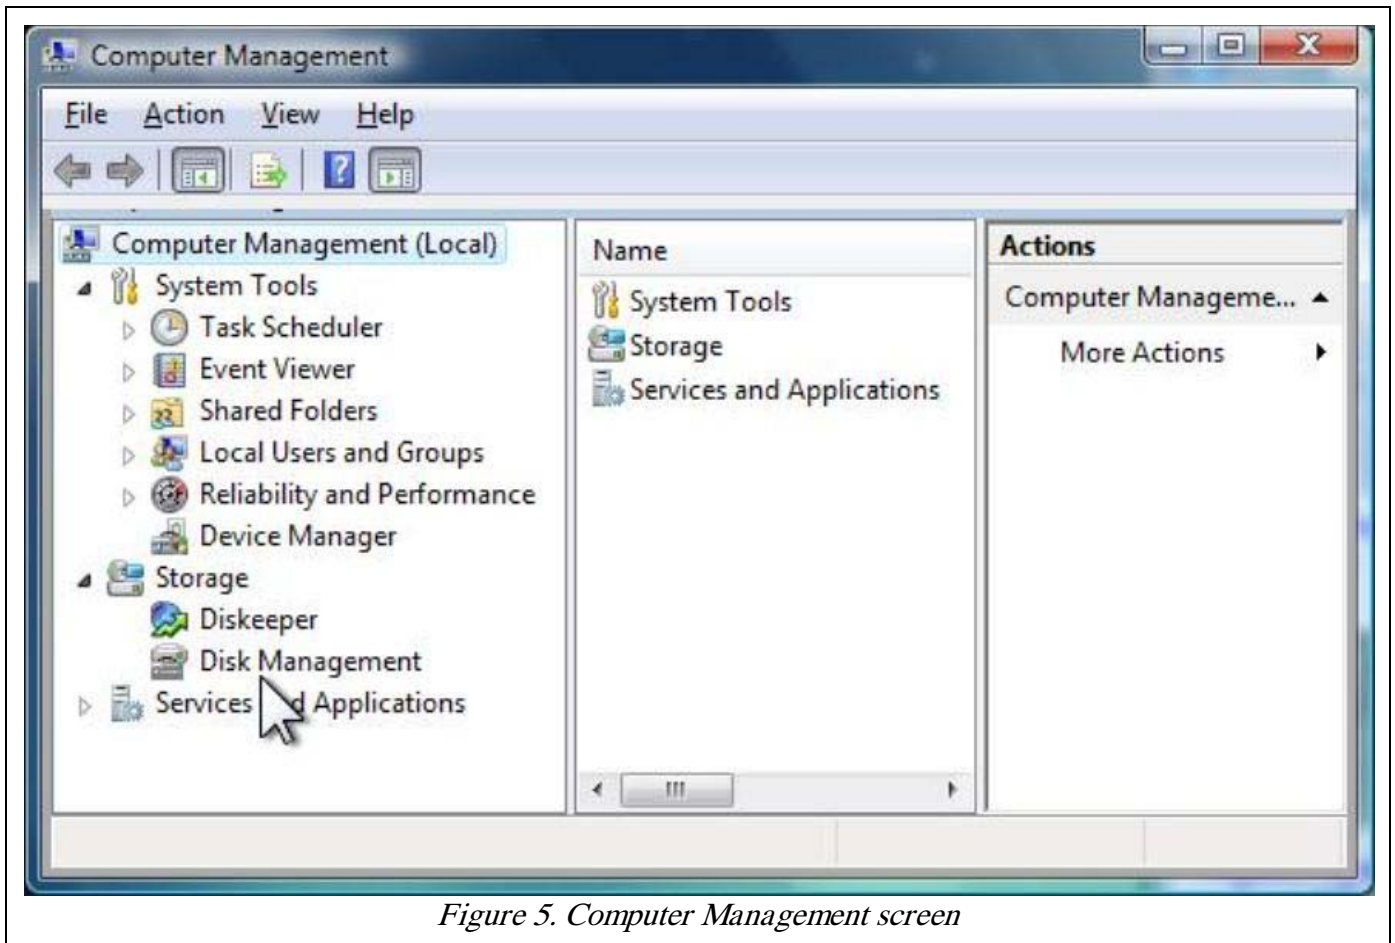 Computer Management
File Action View Help
Computer Management (Local)
System Tools
Task Scheduler
Event Viewer
Shared Folders
Local Users and Groups
Reliability and Performance
Device Manager
Storage
Diskeeper
Disk Management
Services Applications
Name
System Tools
Storage
Services and Applications
Actions
Computer Manageme...
More Actions
Figure 5. Computer Management screen